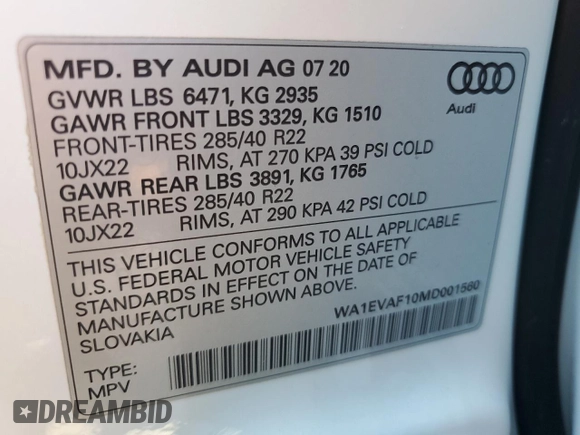 MFD. BY AUDI AG 07 20
GVWR LBS 6471, KG 2935
GAWR FRONT LBS 3329, KG 1510
FRONT-TIRES 285/40 R22
10JX22 RIMS, AT 270 KPA 39 PSI COLD
GAWR REAR LBS 3891, KG 1765
REAR-TIRES 285/40 R22
10JX22 RIMS, AT 290 KPA 42 PSI COLD
Audi
THIS VEHICLE CONFORMS TO ALL APPLICABLE
U.S. FEDERAL MOTOR VEHICLE SAFETY
STANDARDS IN EFFECT ON THE DATE OF
MANUFACTURE SHOWN ABOVE.
SLOVAKIA
WA1EVAF10MD001560
TYPE:
MPV
DREAMBID